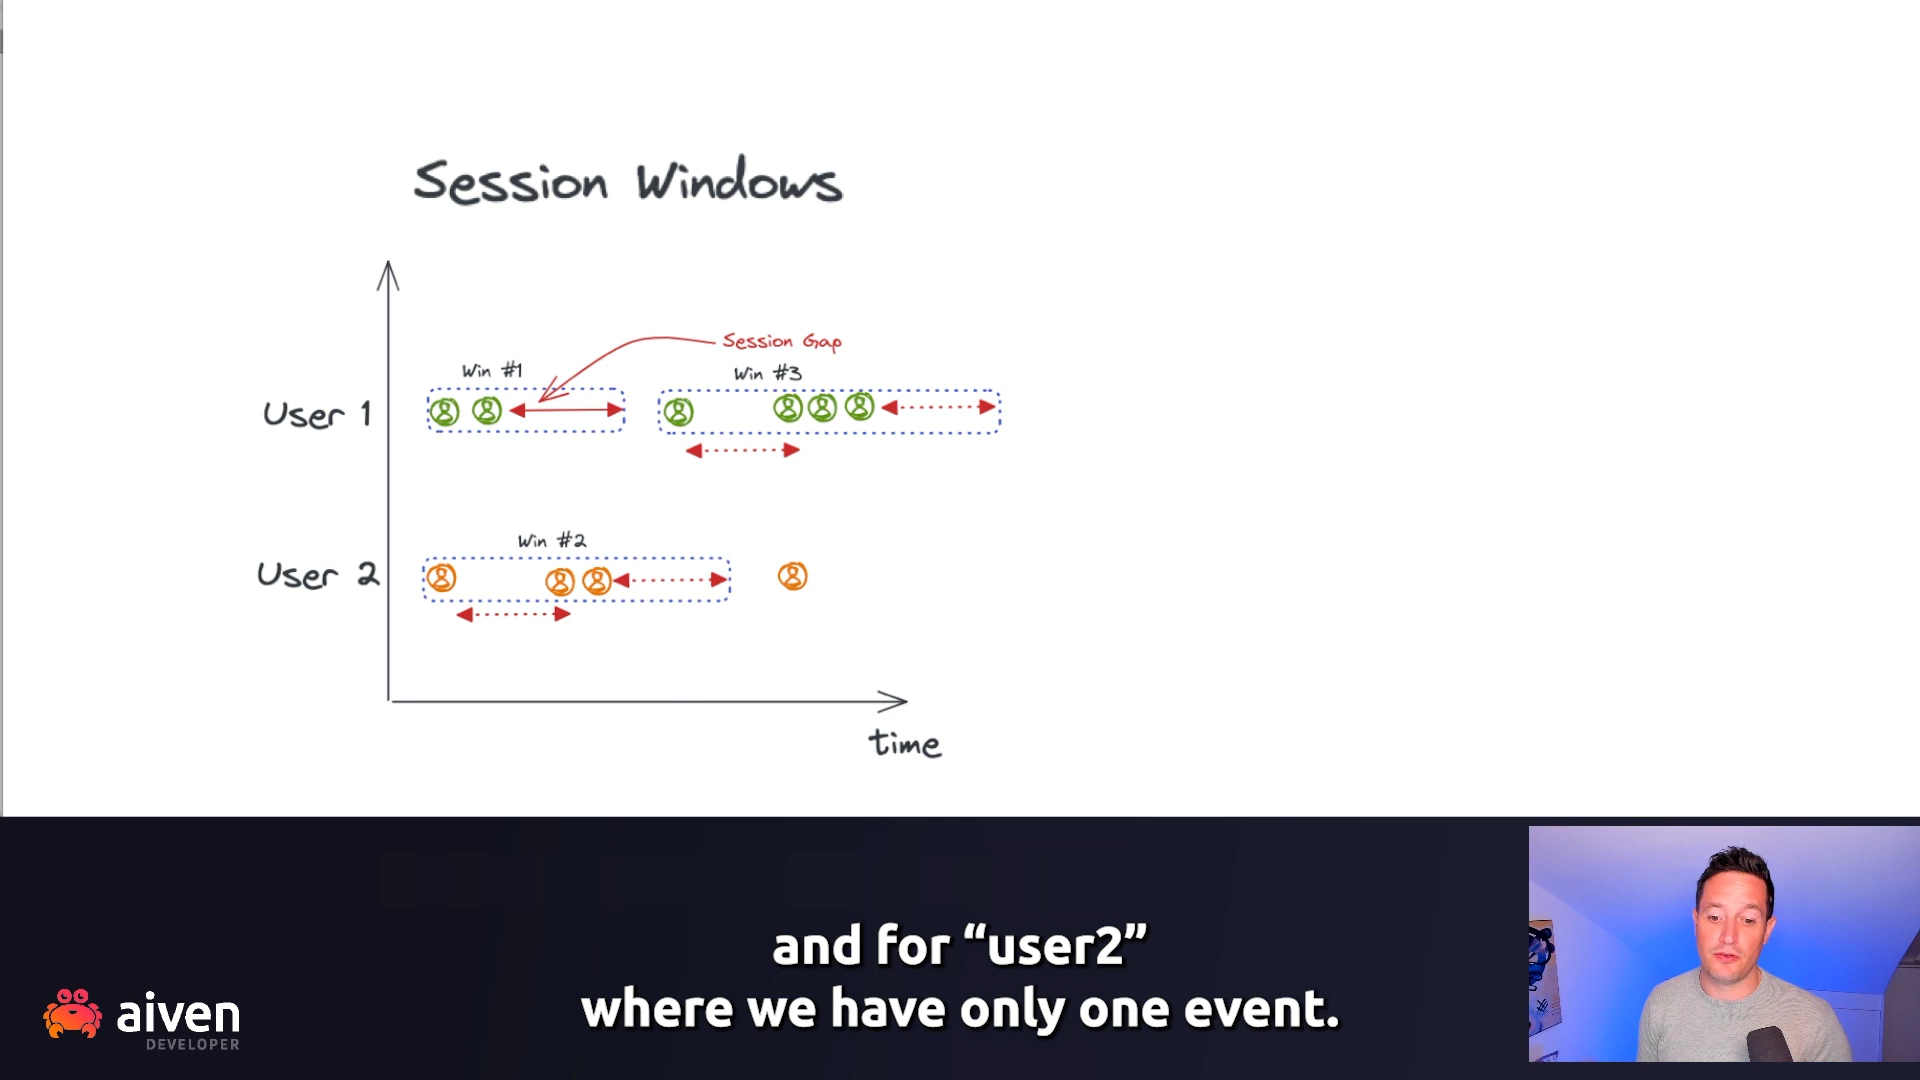 Session Windows
Session Gap
Win #1
Win #3
User 1
Win #2
User 2
time
and for “user2”
where we have only one event.
aiven
DEVELOPER